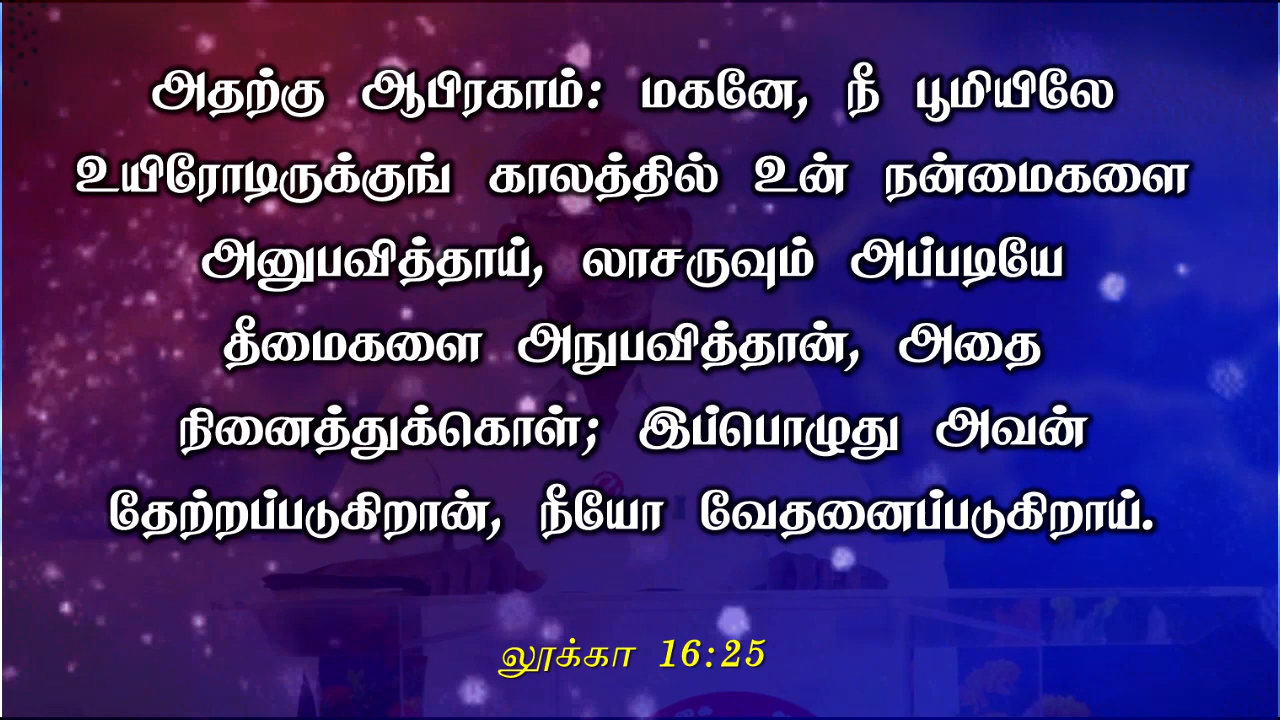 அதற்கு ஆபிரகாம்: மகனே, நீ பூமியிலே
உயிரோடிருக்குங் காலத்தில் உன் நன்மைகளை
அனுபவித்தாய், லாசருவும் அப்படியே
தீமைகளை அநுபவித்தான், அதை
நினைத்துக்கொள்; இப்பொழுது அவன்
தேற்றப்படுகிறான், நீயோ வேதனைப்படுகிறாய்.
லூக்கா 16:25